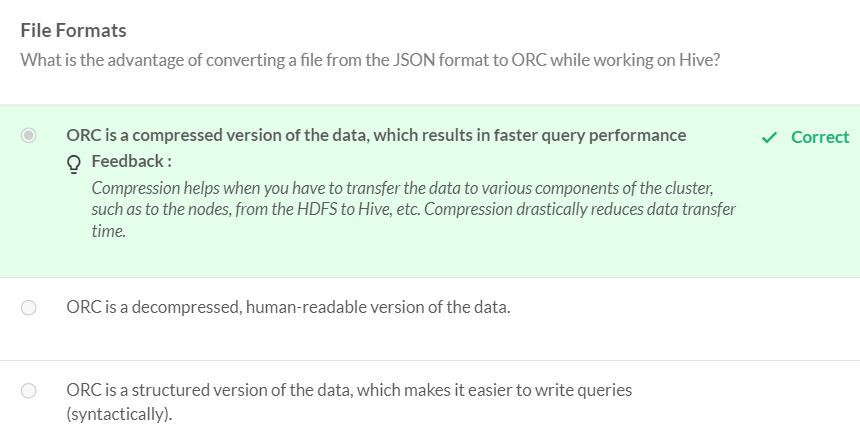 File Formats
What is the advantage of converting a file from the JSON format to ORC while working on Hive?
ORC is a compressed version of the data, which results in faster query performance
Correct
Feedback :
Compression helps when you have to transfer the data to various components of the cluster,
such as to the nodes, from the HDFS to Hive, etc. Compression drastically reduces data transfer
time.
ORC is a decompressed, human-readable version of the data.
ORC is a structured version of the data, which makes it easier to write queries
(syntactically).